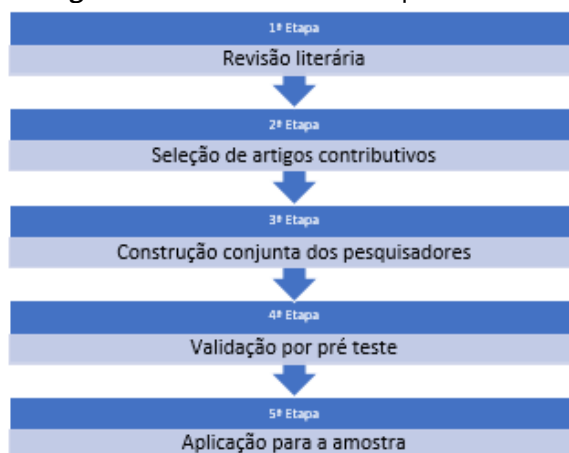 1ª Etapa
Revisão literária
2ª Etapa
Seleção de artigos contributivos
3ª Etapa
Construção conjunta dos pesquisadores
4ª Etapa
Validação por pré teste
5ª Etapa
Aplicação para a amostra